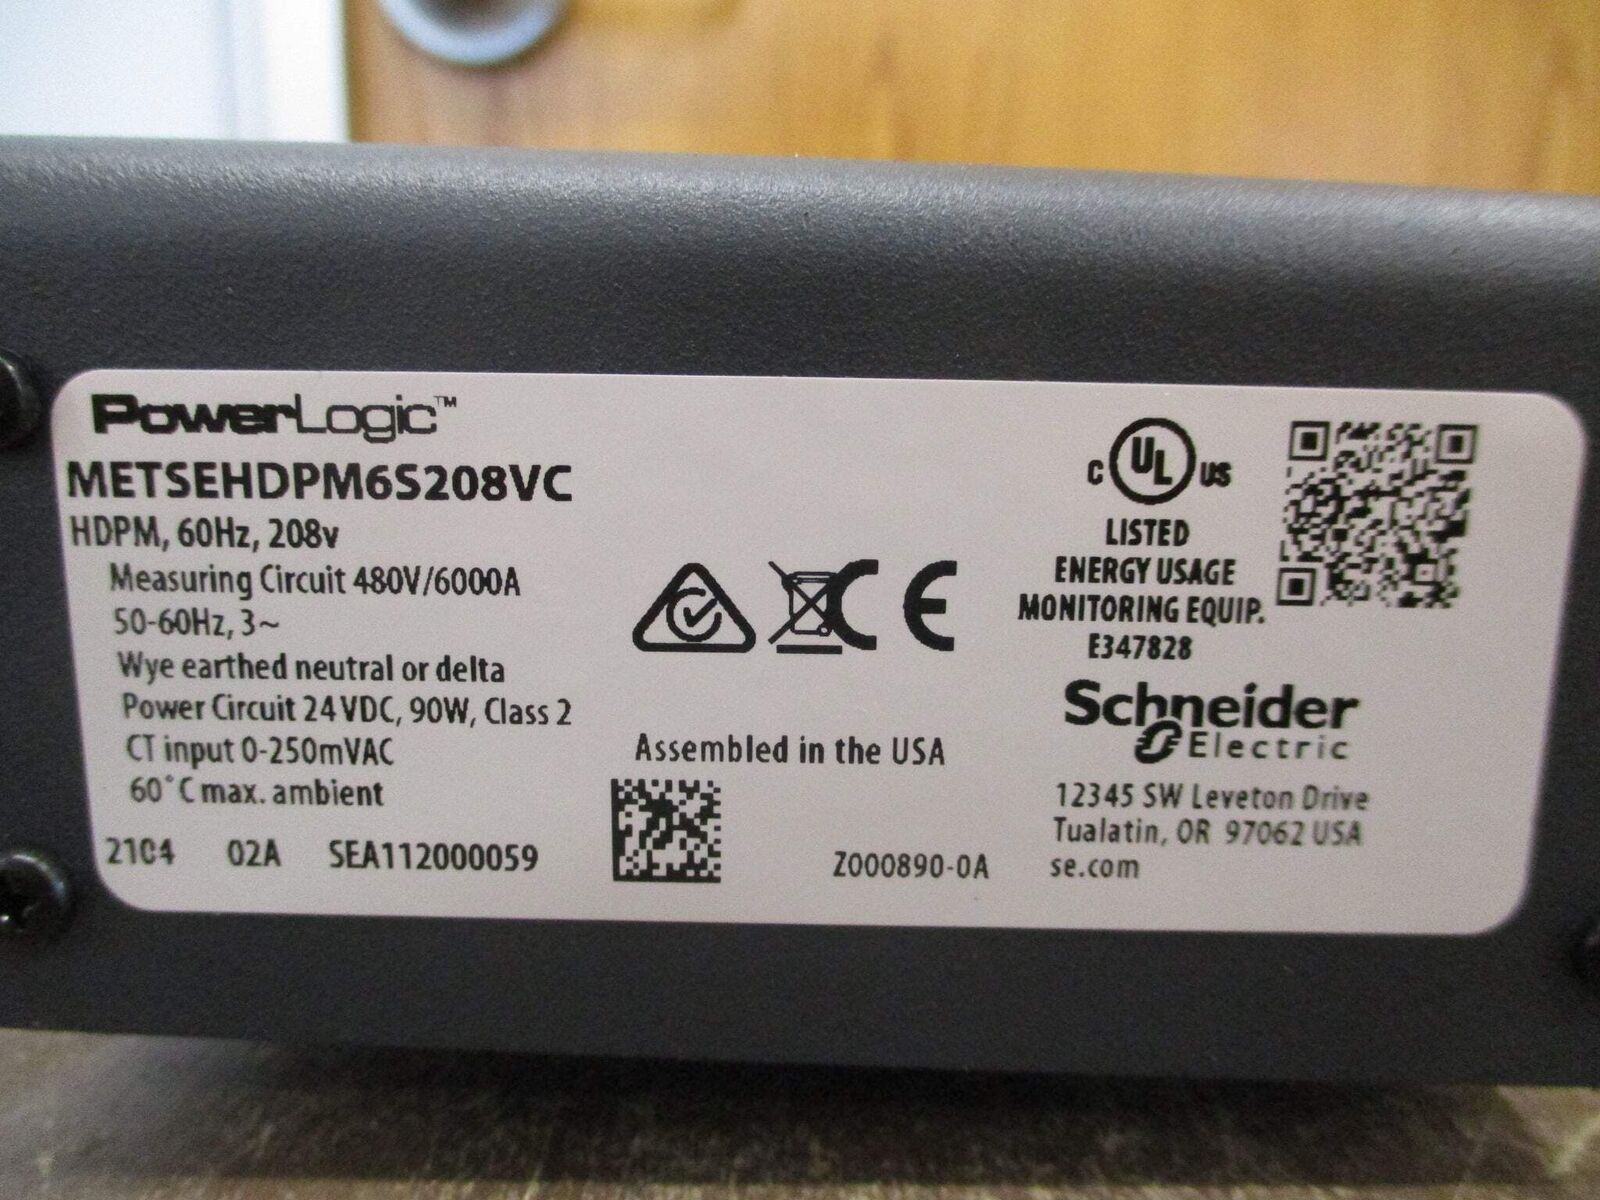 PowerLogic™
METSEHDPM6S208VC
HDPM, 60Hz, 208v
Measuring Circuit 480V/6000A
50-60Hz, 3~
Wye earthed neutral or delta
Power Circuit 24VDC, 90W, Class 2
CT input 0-250mVAC
60°C max. ambient
2104 02A SEA112000059
CE
Assembled in the USA
Z000890-0A
c UL us
LISTED
ENERGY USAGE
MONITORING EQUIP.
E347828
Schneider
Electric
12345 SW Leveton Drive
Tualatin, OR 97062 USA
se.com